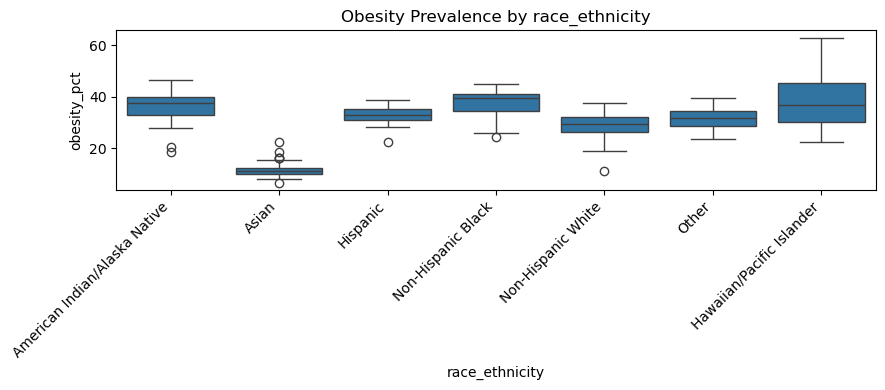 Obesity Prevalence by race_ethnicity
obesity_pct
60
40
20
American Indian/Alaska Native
Asian
Hispanic
Non-Hispanic Black
Non-Hispanic White
Other
Hawaiian/Pacific Islander
race_ethnicity